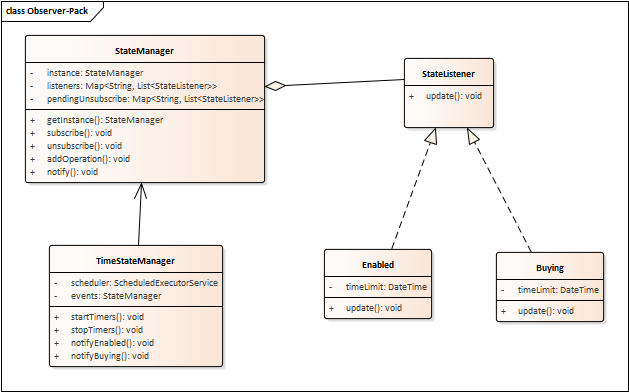 class Observer-Pack
StateManager
- instance: StateManager
- listeners: Map<String, List<StateListener>>
- pendingUnsubscribe: Map<String, List<StateListener>>
+ getInstance(): StateManager
+ subscribe(): void
+ unsubscribe(): void
+ addOperation(): void
+ notify(): void
StateListener
+ update(): void
TimeStateManager
- scheduler: ScheduledExecutorService
- events: StateManager
+ startTimers(): void
+ stopTimers(): void
+ notifyEnabled(): void
+ notifyBuying(): void
Enabled
- timeLimit: DateTime
+ update(): void
Buying
- timeLimit: DateTime
+ update(): void